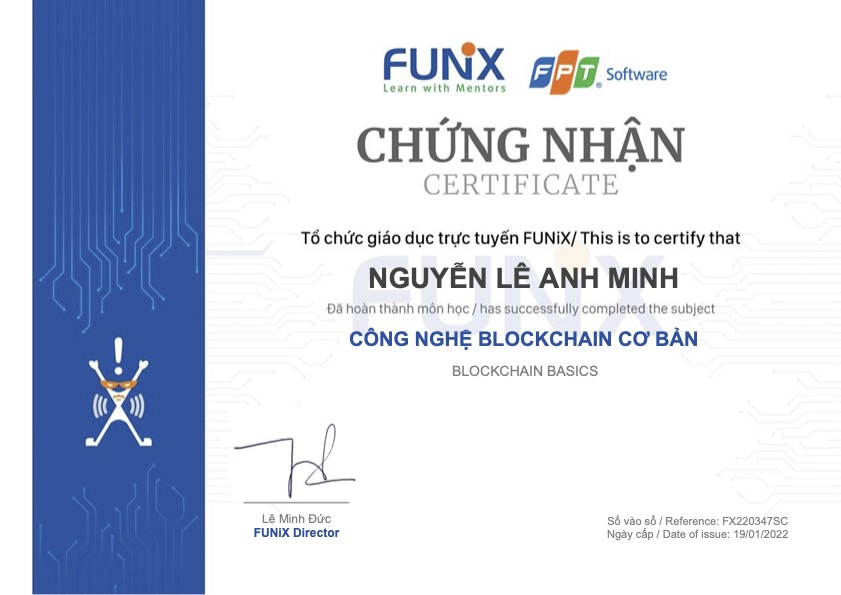 FUNiX
Learn with Mentors
FPT Software
CHỨNG NHẬN
CERTIFICATE
Tổ chức giáo dục trực tuyến FUNiX/ This is to certify that
NGUYỄN LÊ ANH MINH
Đã hoàn thành môn học / has successfully completed the subject
CÔNG NGHỆ BLOCKCHAIN CƠ BẢN
BLOCKCHAIN BASICS
Lê Minh Đức
FUNiX Director
Số vào sổ / Reference: FX220347SC
Ngày cấp / Date of issue: 19/01/2022